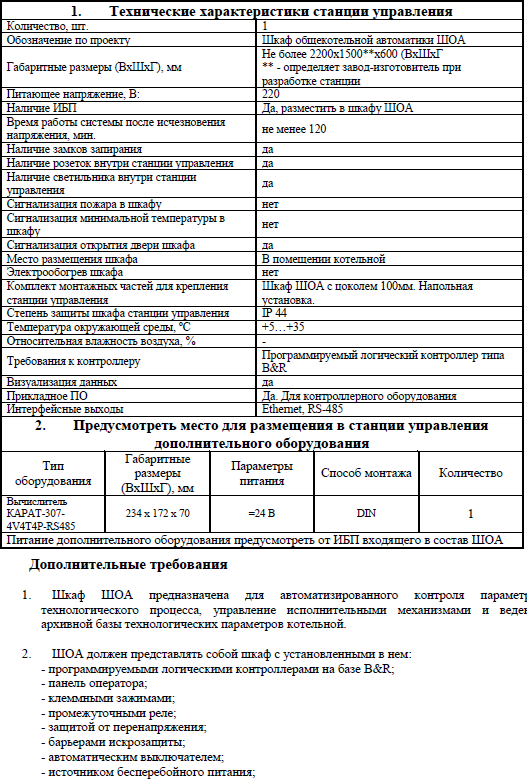 1. Технические характеристики станции управления
Количество, шт. 1
Обозначение по проекту Шкаф общекотельной автоматики ШОА
Габаритные размеры (ВхШхГ), мм Не более 2200х1500**х600 (ВхШхГ
** - определяет завод-изготовитель при
разработке станции
Питающее напряжение, В: 220
Наличие ИБП Да, разместить в шкафу ШОА
Время работы системы после исчезновения
напряжения, мин. не менее 120
Наличие замков запирания да
Наличие розеток внутри станции управления да
Наличие светильника внутри станции
управления да
Сигнализация пожара в шкафу нет
Сигнализация минимальной температуры в
шкафу нет
Сигнализация открытия двери шкафа да
Место размещения шкафа В помещении котельной
Электрообогрев шкафа нет
Комплект монтажных частей для крепления
станции управления Шкаф ШОА с цоколем 100мм. Напольная
установка.
Степень защиты шкафа станции управления IP 44
Температура окружающей среды, °С +5…+35
Относительная влажность воздуха, % -
Требования к контроллеру Программируемый логический контроллер типа
B&R
Визуализация данных да
Прикладное ПО Да. Для контроллерного оборудования
Интерфейсные выходы Ethernet, RS-485
2. Предусмотреть место для размещения в станции управления
дополнительного оборудования
Тип
оборудования
Габаритные
размеры
(ВхШхГ), мм
Параметры
питания
Способ монтажа
Количество
Вычислитель
КАРАТ-307-
4V4T4P-RS485
234 х 172 х 70
=24 В
DIN
1
Питание дополнительного оборудования предусмотреть от ИБП входящего в состав ШОА
Дополнительные требования
1. Шкаф ШОА предназначена для автоматизированного контроля параметр
технологического процесса, управление исполнительными механизмами и веден
архивной базы технологических параметров котельной.
2. ШОА должен представлять собой шкаф с установленными в нем:
- программируемыми логическими контроллерами на базе B&R;
- панель оператора;
- клеммными зажимами;
- промежуточными реле;
- защитой от перенапряжения;
- барьерами искрозащиты;
- автоматическим выключателем;
- источником бесперебойного питания;